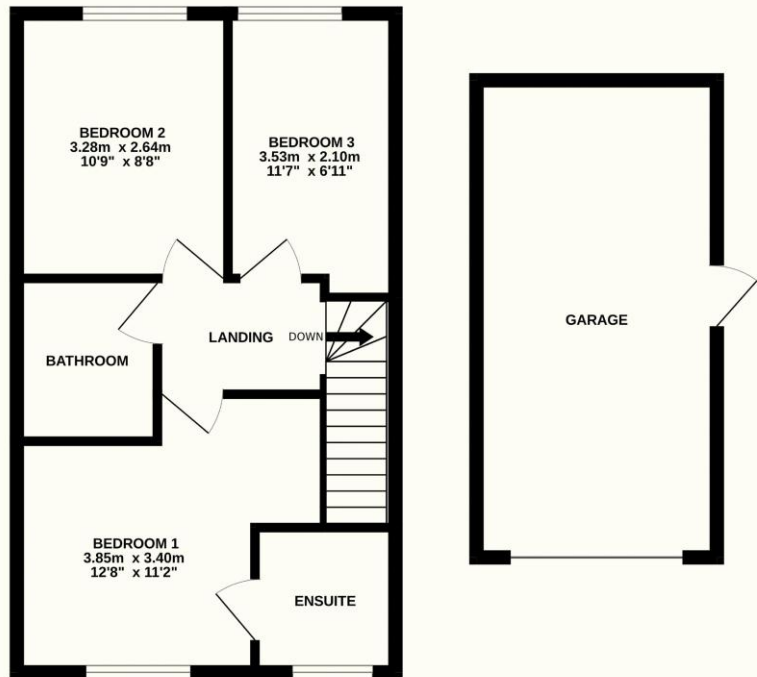 BEDROOM 2
3.28m x 2.64m
10'9" x 8'8"
BEDROOM 3
3.53m x 2.10m
11'7" x 6'11"
GARAGE
LANDING
DOWN
BATHROOM
BEDROOM 1
3.85m x 3.40m
12'8" x 11'2"
ENSUITE